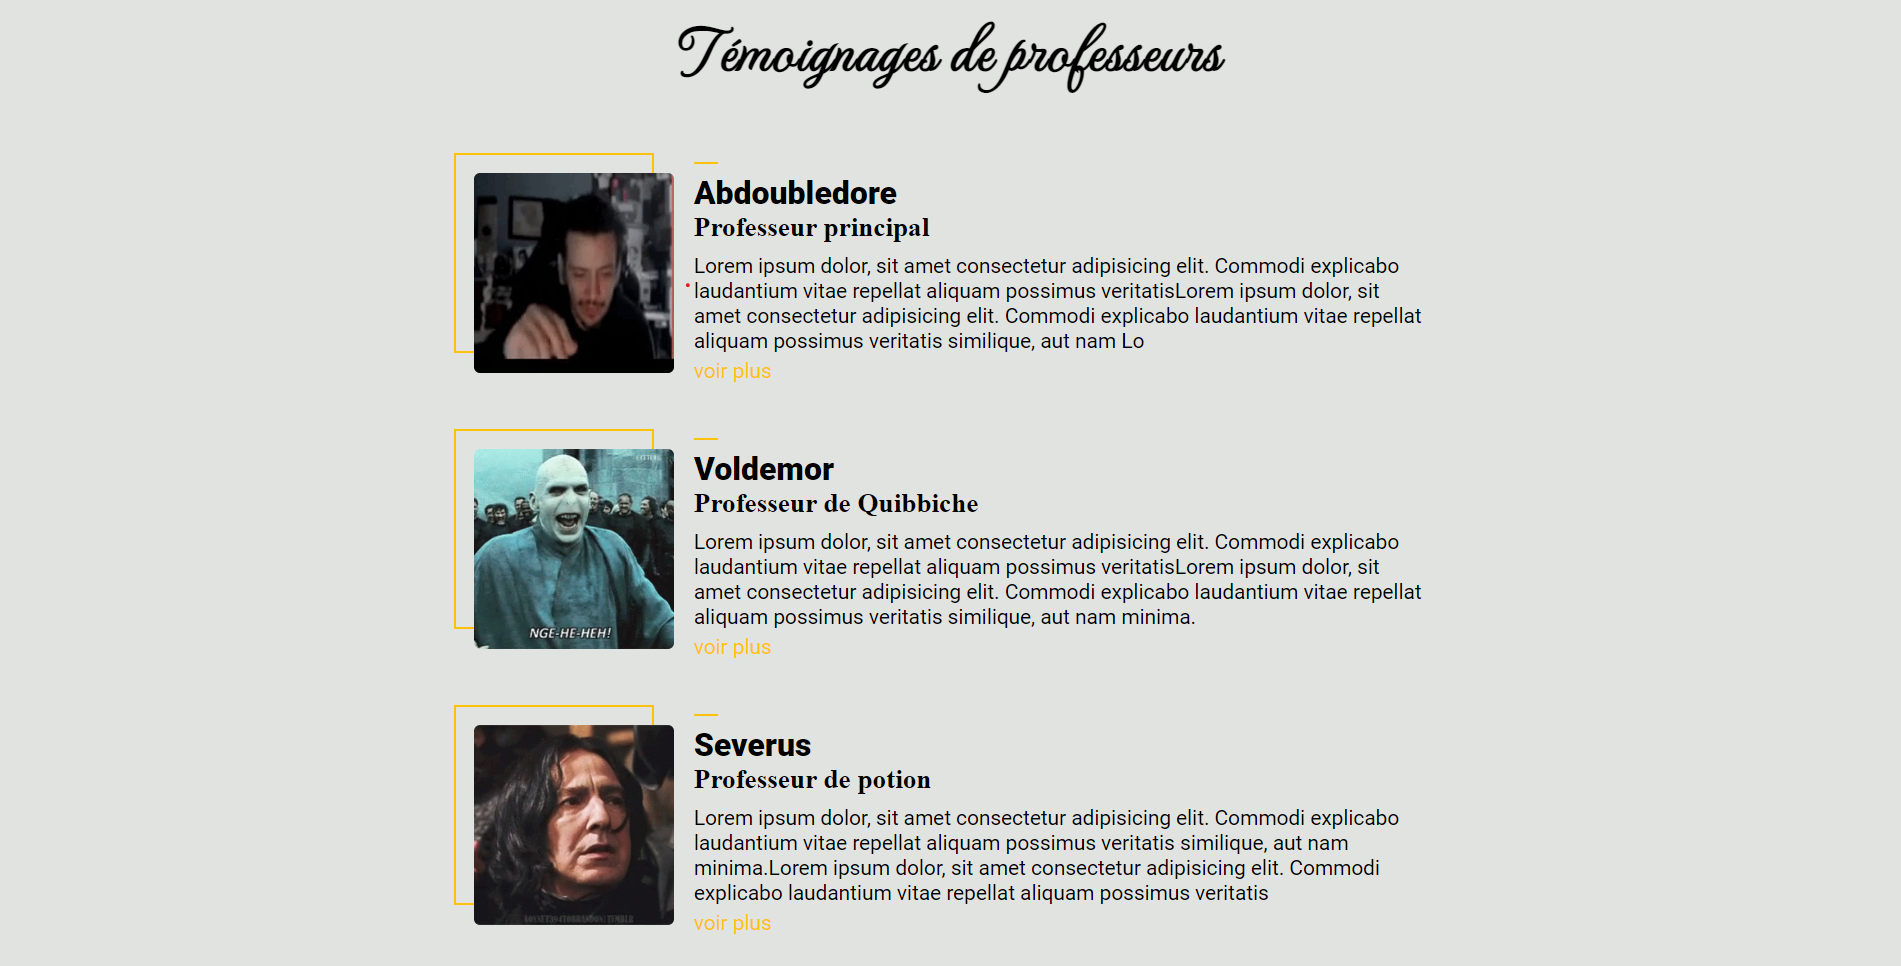 Témoignages de professeurs
Abdoubledore
Professeur principal
Lorem ipsum dolor, sit amet consectetur adipisicing elit. Commodi explicabo
laudantium vitae repellat aliquam possimus veritatisLorem ipsum dolor, sit
amet consectetur adipisicing elit. Commodi explicabo laudantium vitae repellat
aliquam possimus veritatis similique, aut nam Lo
voir plus
Voldemor
Professeur de Quibbiche
Lorem ipsum dolor, sit amet consectetur adipisicing elit. Commodi explicabo
laudantium vitae repellat aliquam possimus veritatisLorem ipsum dolor, sit
amet consectetur adipisicing elit. Commodi explicabo laudantium vitae repellat
aliquam possimus veritatis similique, aut nam minima.
NGE-HE-HEH!
voir plus
Severus
Professeur de potion
Lorem ipsum dolor, sit amet consectetur adipisicing elit. Commodi explicabo
laudantium vitae repellat aliquam possimus veritatis similique, aut nam
minima.Lorem ipsum dolor, sit amet consectetur adipisicing elit. Commodi
explicabo laudantium vitae repellat aliquam possimus veritatis
voir plus